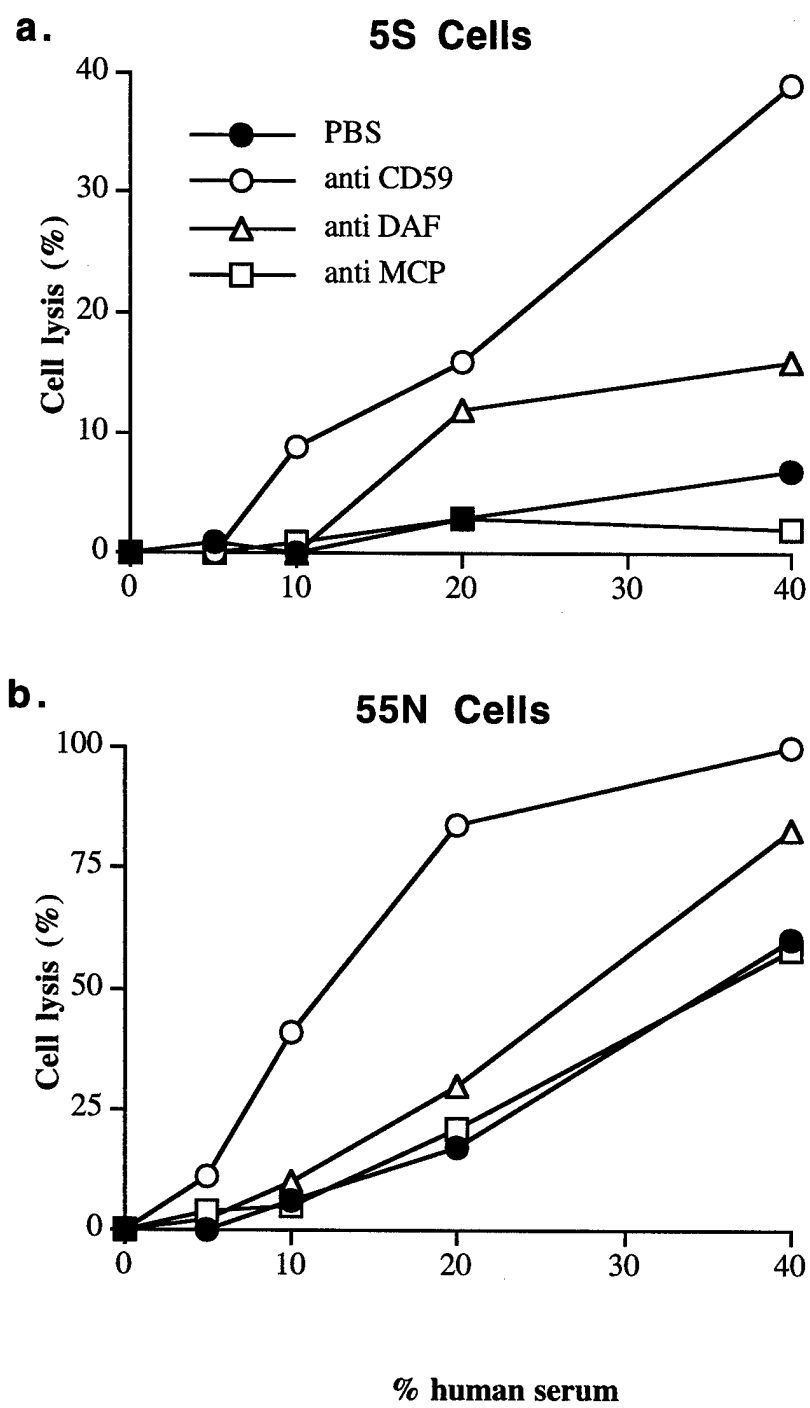 a.
5S Cells
40
30
20
10
0
Cell lysis (%)
PBS
anti CD59
anti DAF
anti MCP
0 10 20 30 40
b.
55N Cells
100
75
50
25
0
Cell lysis (%)
0 10 20 30 40
% human serum